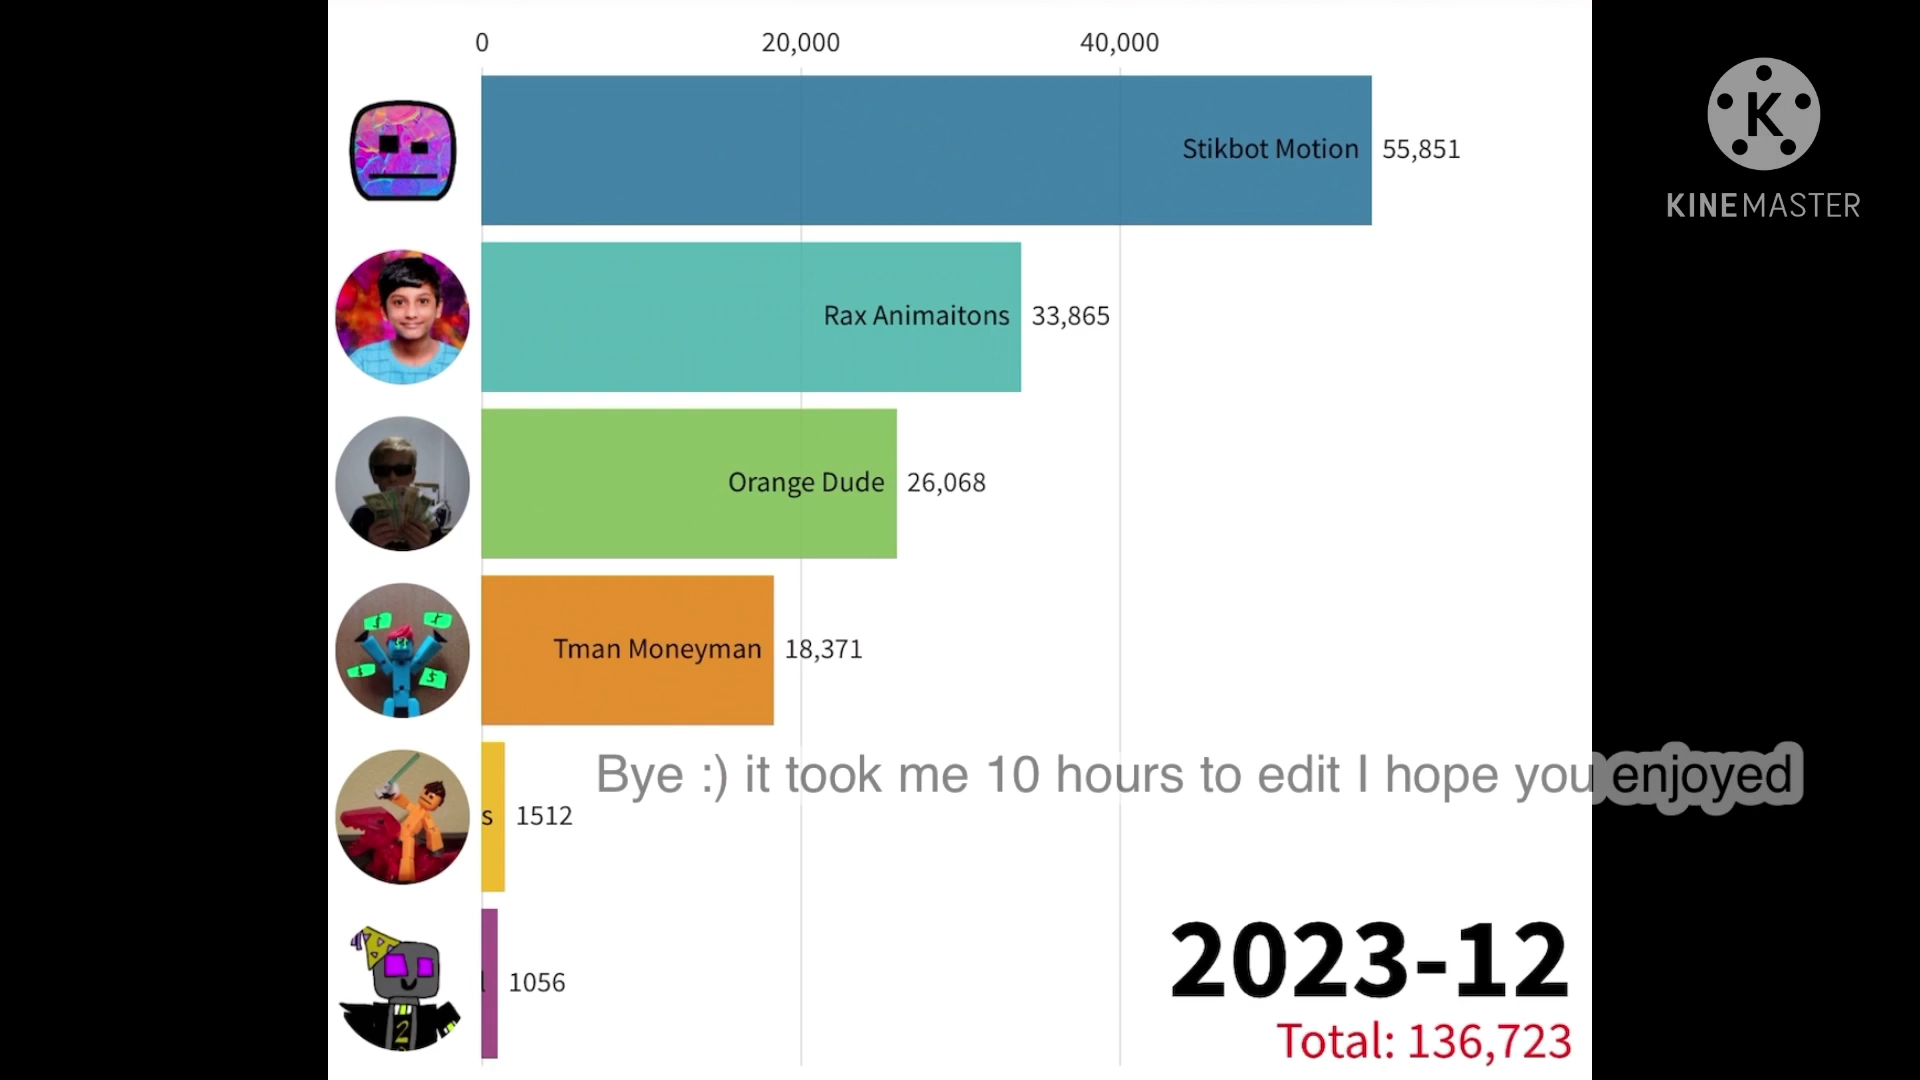 0 20,000 40,000
Stikbot Motion 55,851
Rax Animaitons 33,865
Orange Dude 26,068
Tman Moneyman 18,371
Bye :) it took me 10 hours to edit I hope you enjoyed
s 1512
1056
2023-12
Total: 136,723
K
KINEMASTER